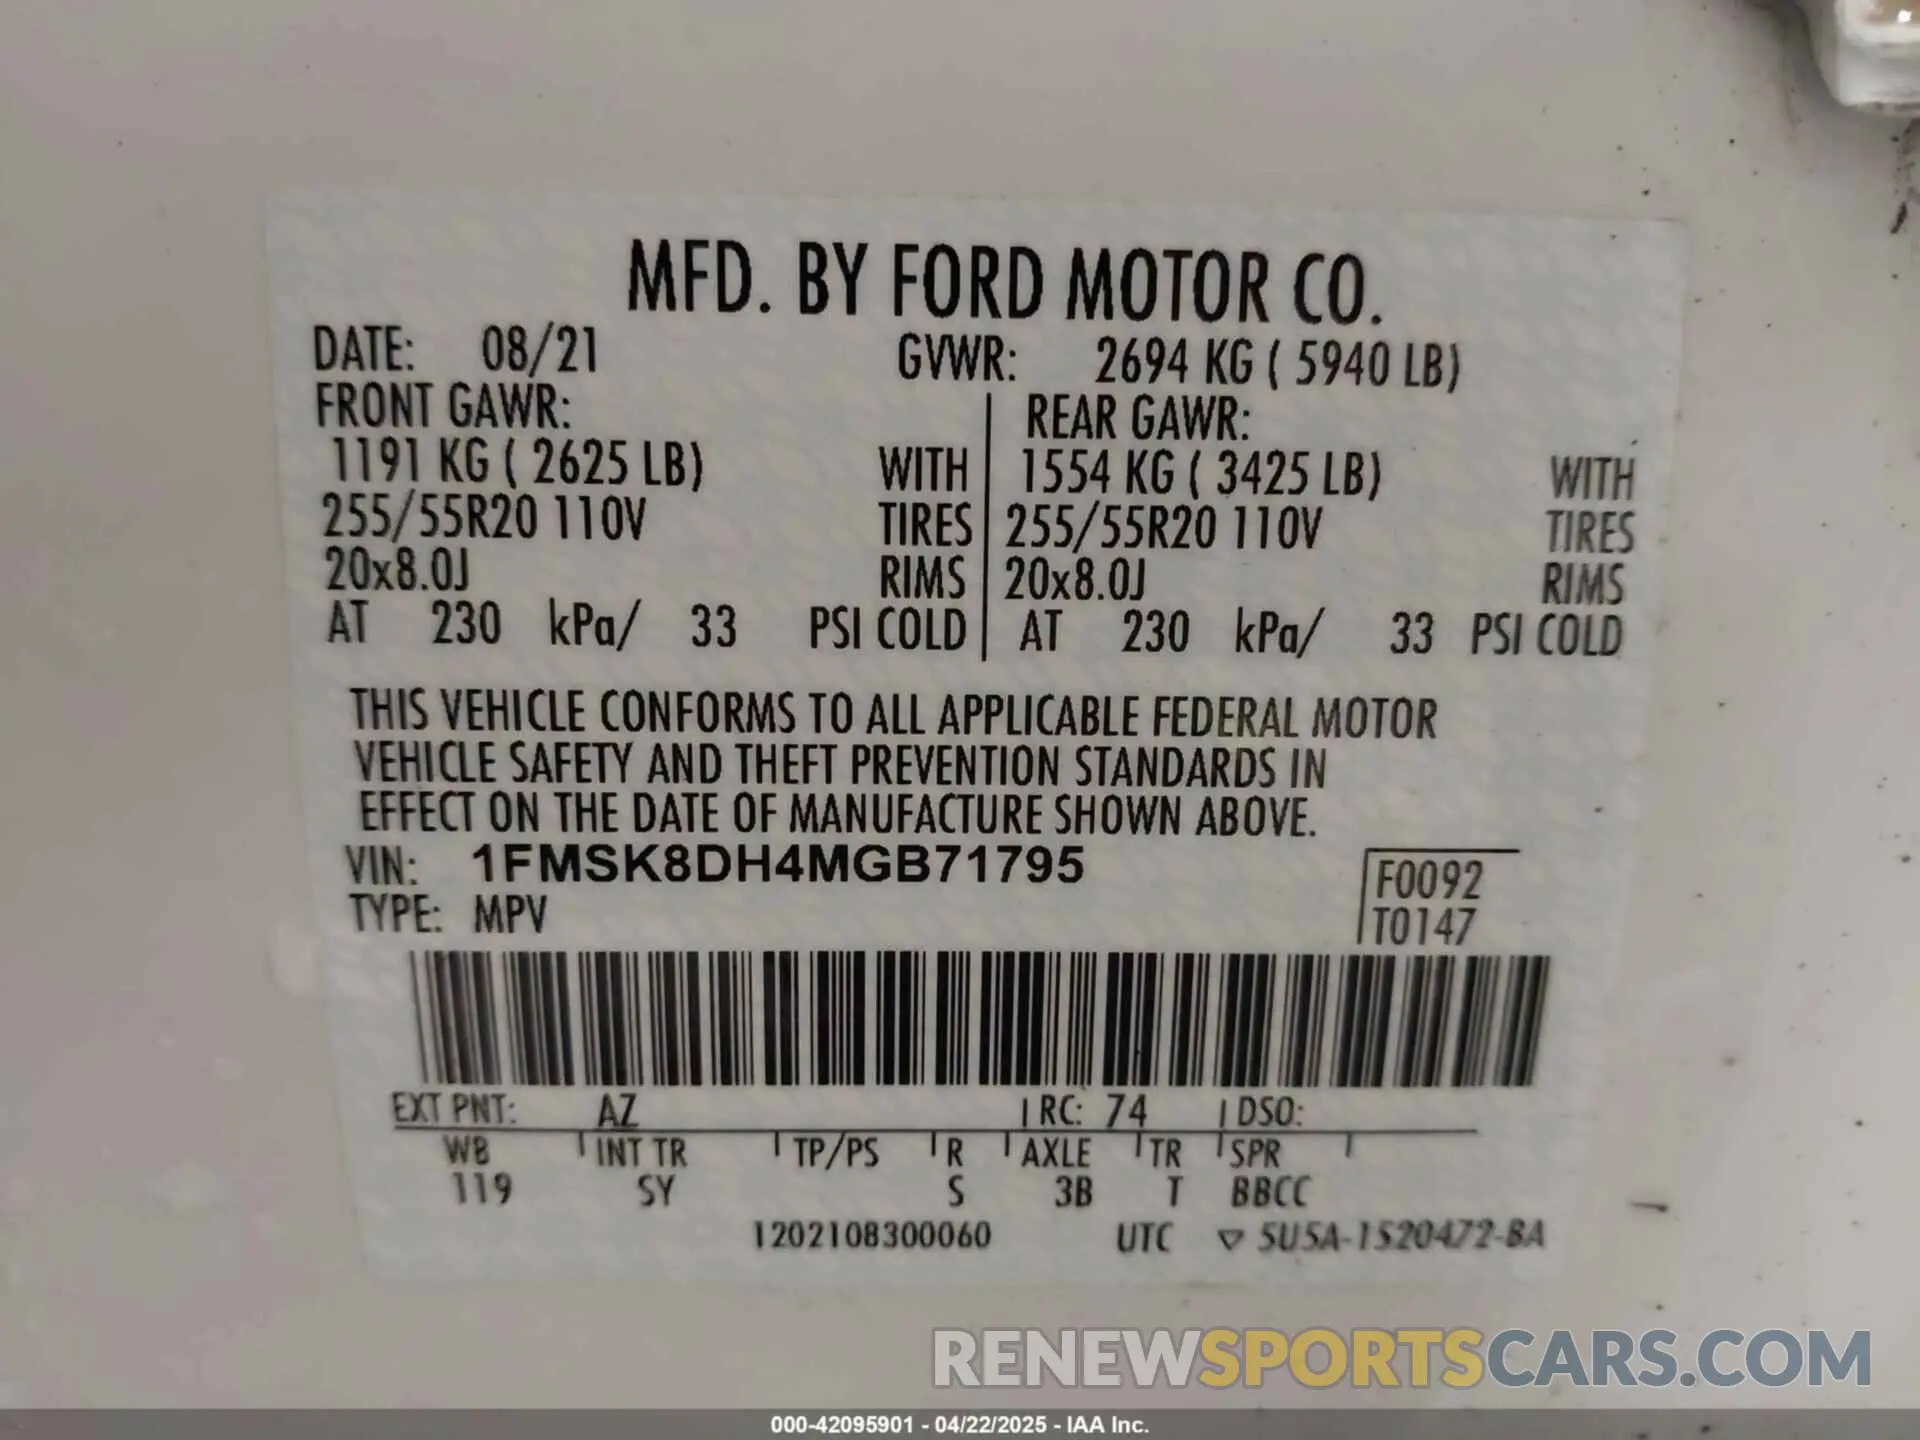 MFD. BY FORD MOTOR CO.
DATE: 08/21 GVWR: 2694 KG ( 5940 LB)
FRONT GAWR: REAR GAWR:
1191 KG ( 2625 LB) WITH 1554 KG ( 3425 LB) WITH
255/55R20 110V TIRES 255/55R20 110V TIRES
20x8.0J RIMS 20x8.0J RIMS
AT 230 kPa/ 33 PSI COLD AT 230 kPa/ 33 PSI COLD
THIS VEHICLE CONFORMS TO ALL APPLICABLE FEDERAL MOTOR
VEHICLE SAFETY AND THEFT PREVENTION STANDARDS IN
EFFECT ON THE DATE OF MANUFACTURE SHOWN ABOVE.
VIN: 1FMSK8DH4MGB71795 F0092
TYPE: MPV T0147
EXT PNT: AZ RC: 74 DSO:
WB INT TR TP/PS R AXLE TR SPR
119 SY S 3B T BBCC
1202108300060 UTC ▽ 5U5A-1520472-BA
RENEWSPORTSCARS.COM
000-42095901 - 04/22/2025 - IAA Inc.